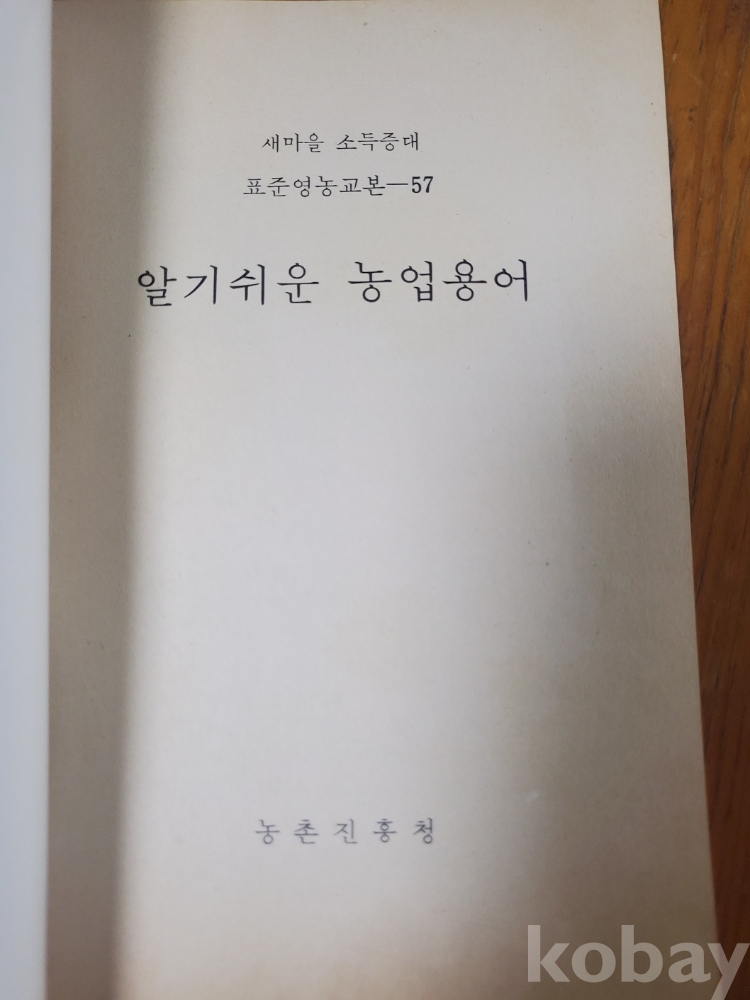 새마을 소득증대
표준영농교본—57
알기쉬운 농업용어
농촌진흥청
kobay